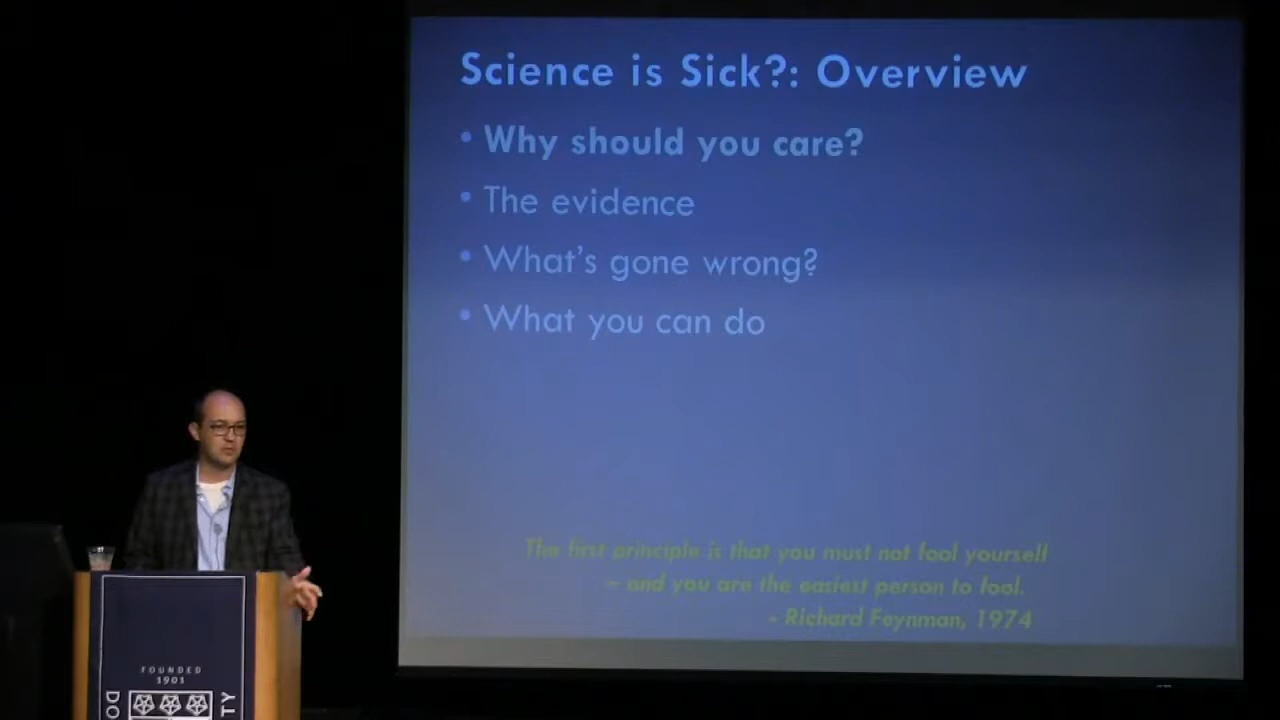 Science is Sick?: Overview
• Why should you care?
• The evidence
• What's gone wrong?
• What you can do
The first principle is that you must not fool yourself
– and you are the easiest person to fool.
- Richard Feynman, 1974
FOUNDED
1901
DO
TY